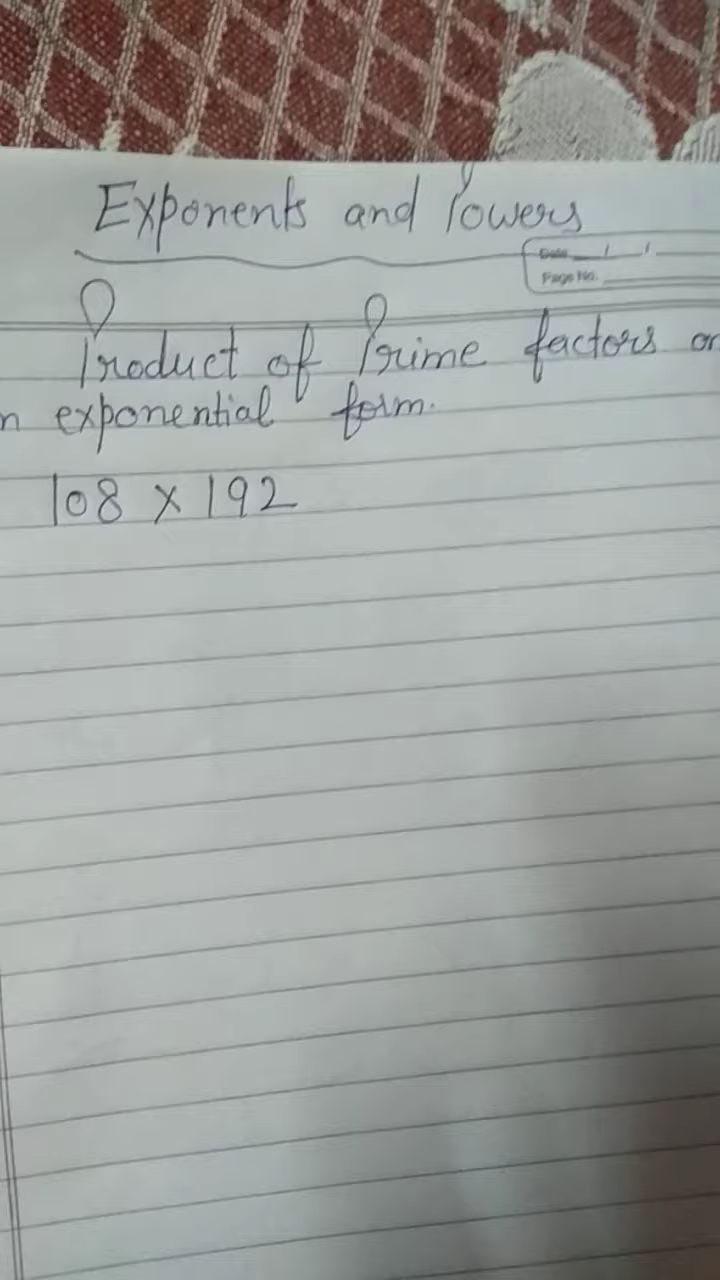 Exponents and Powers
Date / /
Page No.
Product of Prime factors or
n exponential form.
108 × 192